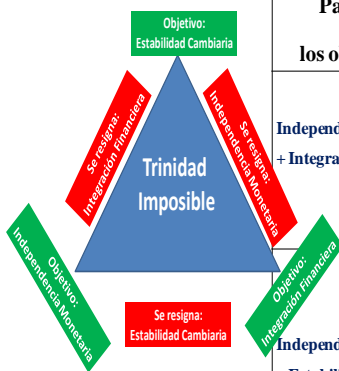 Objetivo:
Estabilidad Cambiaria
Se resigna:
Integración Financiera
Se resigna:
Independencia Monetaria
Trinidad
Imposible
Objetivo:
Independencia Monetaria
Se resigna:
Estabilidad Cambiaria
Objetivo:
Integración Financiera
Pa
los o
Independ
+ Integra
Independ